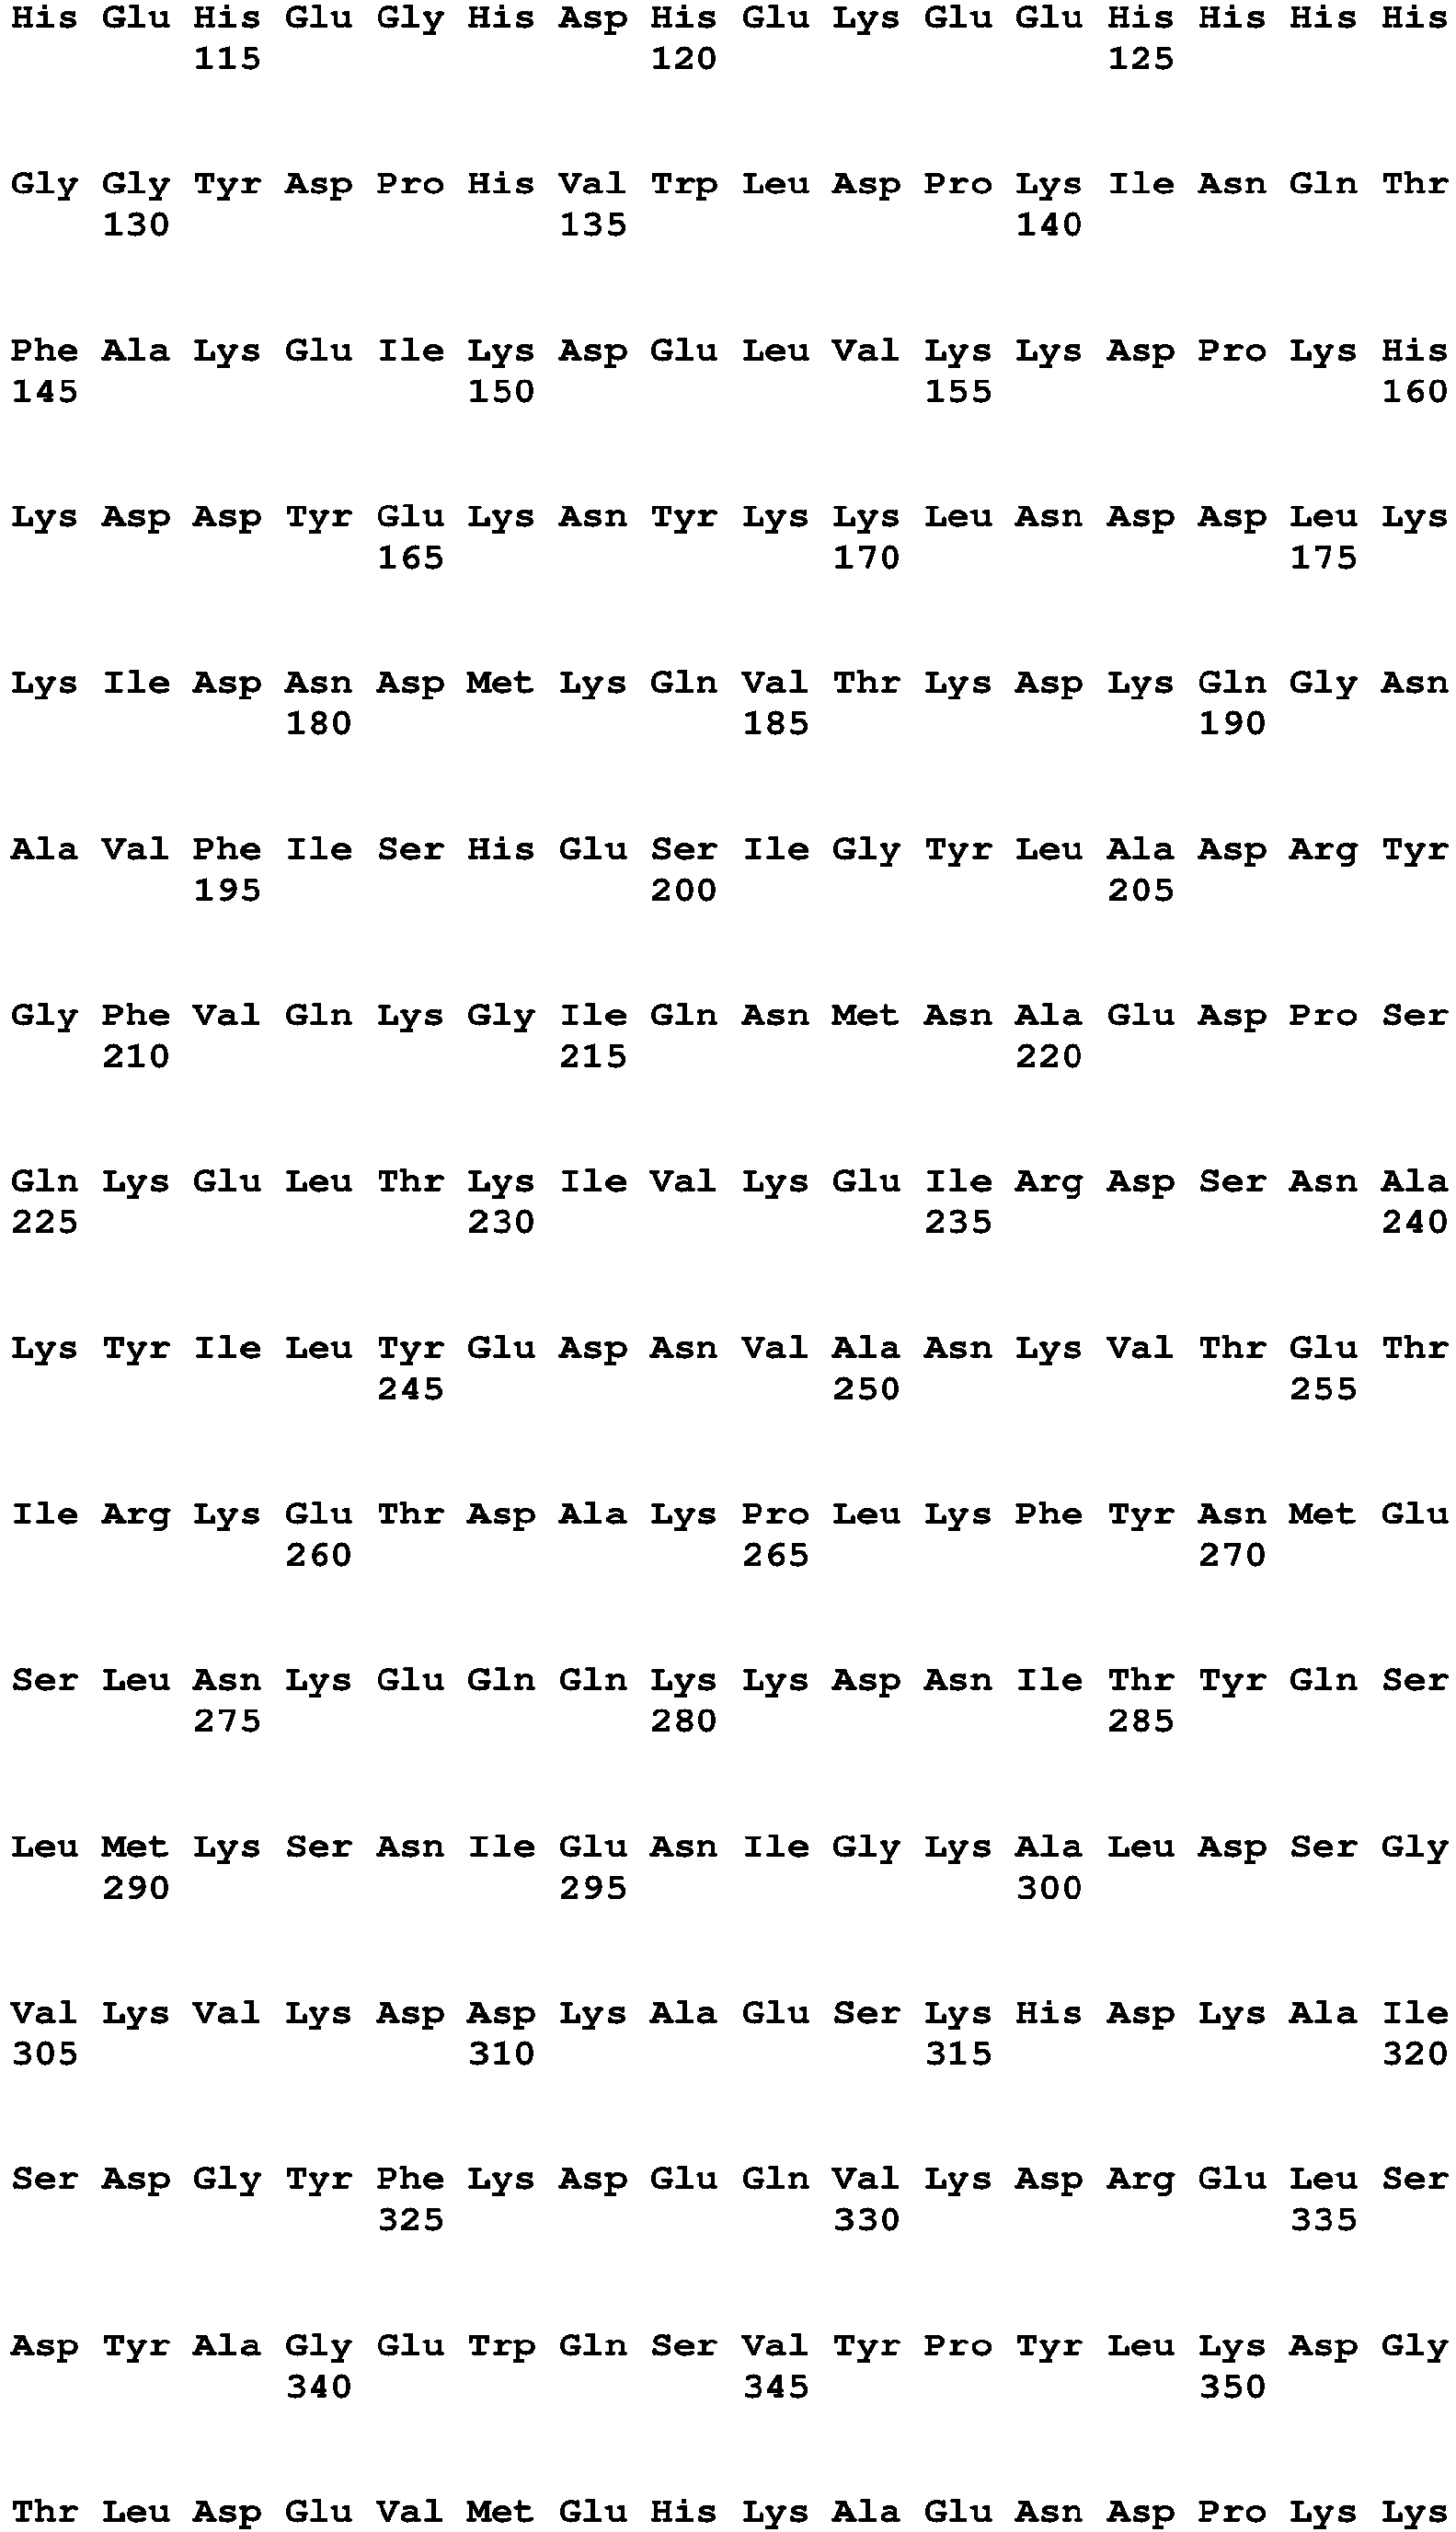 His Glu His Glu Gly His Asp His Glu Lys Glu Glu His His His His
115 120 125
Gly Gly Tyr Asp Pro His Val Trp Leu Asp Pro Lys Ile Asn Gln Thr
130 135 140
Phe Ala Lys Glu Ile Lys Asp Glu Leu Val Lys Lys Asp Pro Lys His
145 150 155 160
Lys Asp Asp Tyr Glu Lys Asn Tyr Lys Lys Leu Asn Asp Asp Leu Lys
165 170 175
Lys Ile Asp Asn Asp Met Lys Gln Val Thr Lys Asp Lys Gln Gly Asn
180 185 190
Ala Val Phe Ile Ser His Glu Ser Ile Gly Tyr Leu Ala Asp Arg Tyr
195 200 205
Gly Phe Val Gln Lys Gly Ile Gln Asn Met Asn Ala Glu Asp Pro Ser
210 215 220
Gln Lys Glu Leu Thr Lys Ile Val Lys Glu Ile Arg Asp Ser Asn Ala
225 230 235 240
Lys Tyr Ile Leu Tyr Glu Asp Asn Val Ala Asn Lys Val Thr Glu Thr
245 250 255
Ile Arg Lys Glu Thr Asp Ala Lys Pro Leu Lys Phe Tyr Asn Met Glu
260 265 270
Ser Leu Asn Lys Glu Gln Gln Lys Lys Asp Asn Ile Thr Tyr Gln Ser
275 280 285
Leu Met Lys Ser Asn Ile Glu Asn Ile Gly Lys Ala Leu Asp Ser Gly
290 295 300
Val Lys Val Lys Asp Asp Lys Ala Glu Ser Lys His Asp Lys Ala Ile
305 310 315 320
Ser Asp Gly Tyr Phe Lys Asp Glu Gln Val Lys Asp Arg Glu Leu Ser
325 330 335
Asp Tyr Ala Gly Glu Trp Gln Ser Val Tyr Pro Tyr Leu Lys Asp Gly
340 345 350
Thr Leu Asp Glu Val Met Glu His Lys Ala Glu Asn Asp Pro Lys Lys